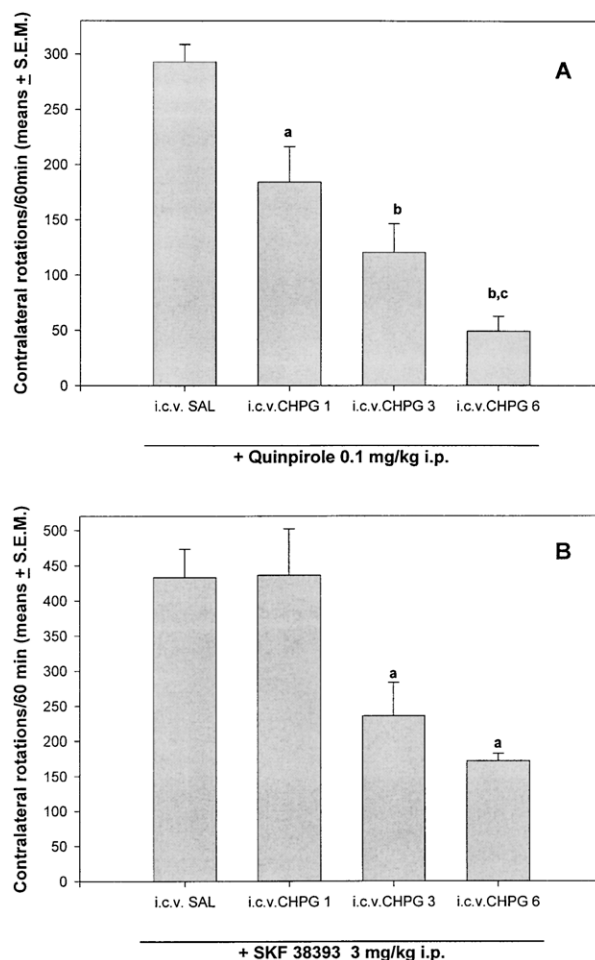 Contralateral rotations/60min (means ± S.E.M.)
A
300
250
200
150
100
50
0
a
b
b,c
i.c.v. SAL
i.c.v.CHPG 1
i.c.v.CHPG 3
i.c.v.CHPG 6
+ Quinpirole 0.1 mg/kg i.p.
Contralateral rotations/60 min (means ± S.E.M.)
B
500
450
400
350
300
250
200
150
100
50
0
a
a
i.c.v. SAL
i.c.v.CHPG 1
i.c.v.CHPG 3
i.c.v.CHPG 6
+ SKF 38393 3 mg/kg i.p.